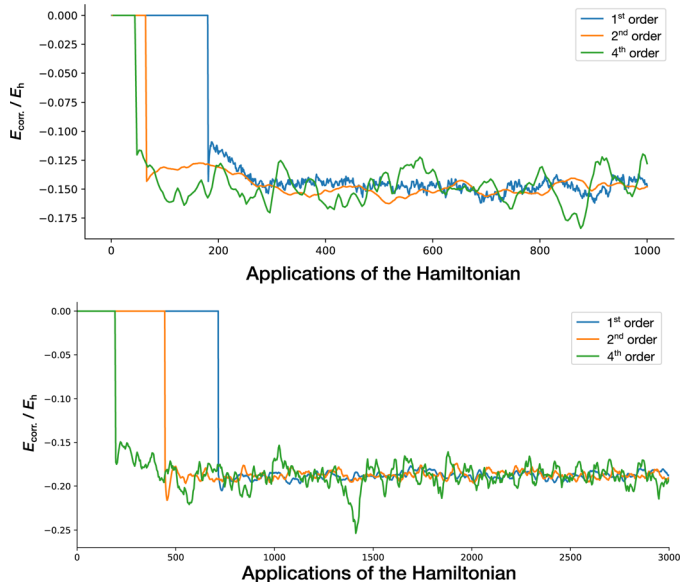 0.000
−0.025
−0.050
−0.075
−0.100
−0.125
−0.150
−0.175
E_corr. / E_h
1st order
2nd order
4th order
0 200 400 600 800 1000
Applications of the Hamiltonian
0.00
−0.05
−0.10
−0.15
−0.20
−0.25
E_corr. / E_h
1st order
2nd order
4th order
0 500 1000 1500 2000 2500 3000
Applications of the Hamiltonian